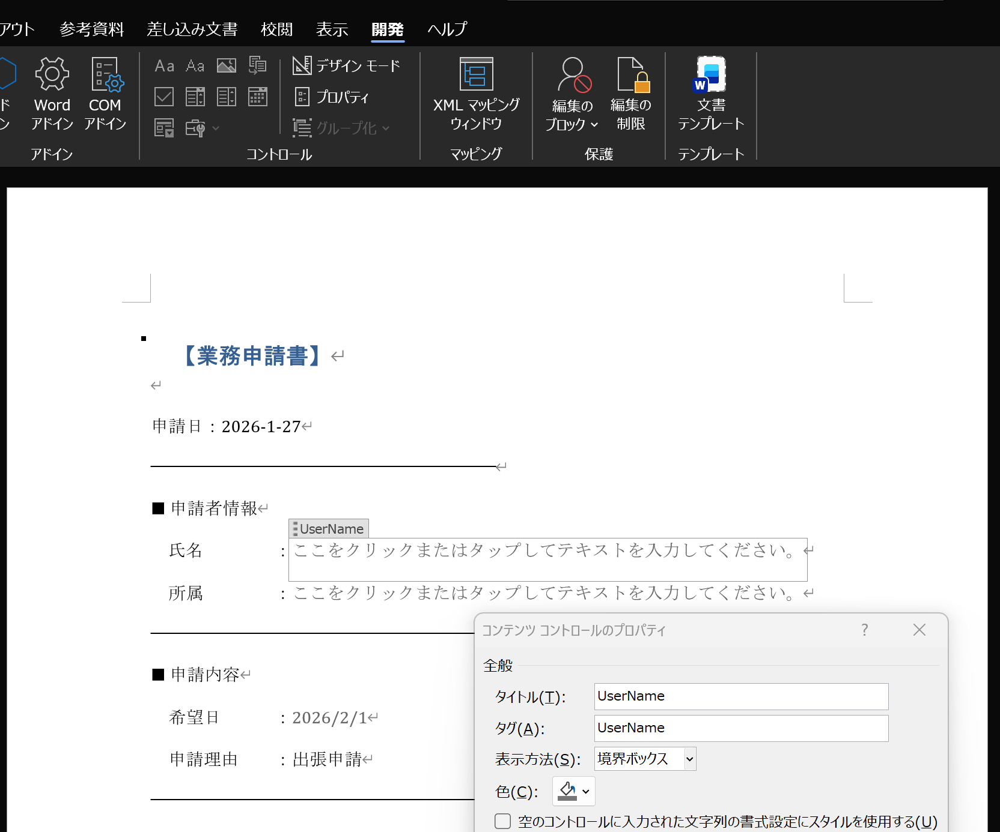 アウト 参考資料 差し込み文書 校閲 表示 開発 ヘルプ
Aa Aa デザイン モード
プロパティ
グループ化
ド
ン
Word
アドイン
COM
アドイン
XML マッピング
ウィンドウ
編集の
ブロック
編集の
制限
W
文書
テンプレート
アドイン コントロール マッピング 保護 テンプレート
【業務申請書】↵
↵
申請日：2026-1-27↵
↵
■ 申請者情報↵
UserName
氏名 ：ここをクリックまたはタップしてテキストを入力してください。↵
所属 ：ここをクリックまたはタップしてテキストを入力してください。↵
■ 申請内容↵
希望日 ：2026/2/1↵
申請理由 ：出張申請↵
コンテンツ コントロールのプロパティ ?
全般
タイトル(T): UserName
タグ(A): UserName
表示方法(S): 境界ボックス
色(C):
空のコントロールに入力された文字列の書式設定にスタイルを使用する(U)